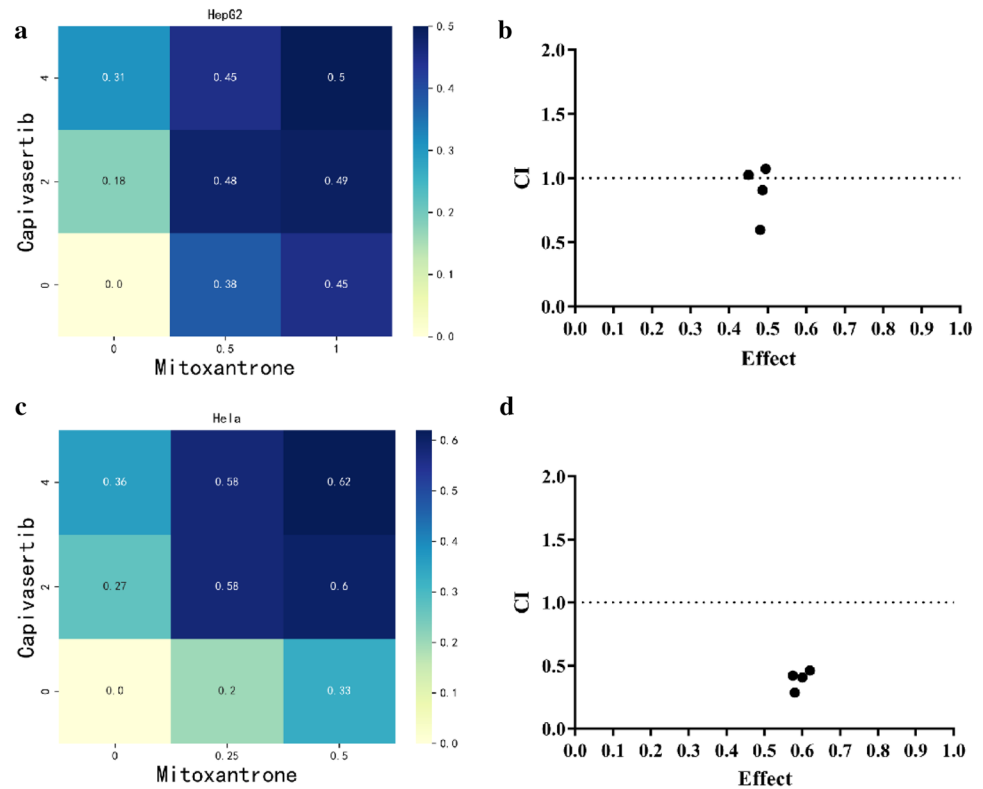 a
HepG2
Capivasertib
4
2
0
0.31 0.45 0.5
0.18 0.48 0.49
0.0 0.38 0.45
0 0.5 1
Mitoxantrone
0.5
0.4
0.3
0.2
0.1
0.0
b
CI
2.0
1.5
1.0
0.5
0.0
0.0 0.1 0.2 0.3 0.4 0.5 0.6 0.7 0.8 0.9 1.0
Effect
c
Hela
Capivasertib
4
2
0
0.36 0.58 0.62
0.27 0.58 0.6
0.0 0.2 0.33
0 0.25 0.5
Mitoxantrone
0.6
0.5
0.4
0.3
0.2
0.1
0.0
d
CI
2.0
1.5
1.0
0.5
0.0
0.0 0.1 0.2 0.3 0.4 0.5 0.6 0.7 0.8 0.9 1.0
Effect